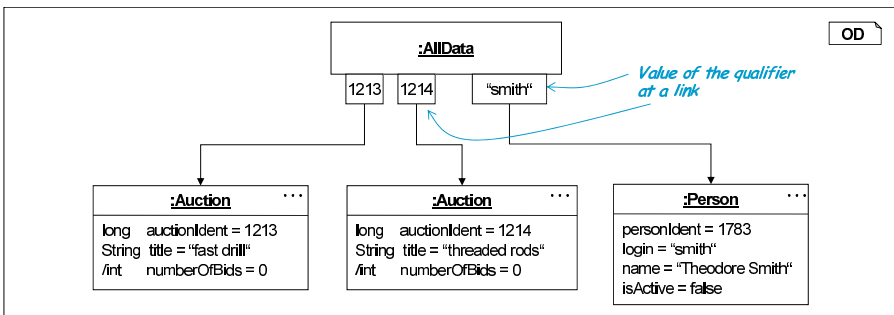 OD
:AllData
1213
1214
"smith"
Value of the qualifier
at a link
:Auction
...
long auctionIdent = 1213
String title = "fast drill"
/int numberOfBids = 0
:Auction
...
long auctionIdent = 1214
String title = "threaded rods"
/int numberOfBids = 0
:Person
...
personIdent = 1783
login = "smith"
name = "Theodore Smith"
isActive = false